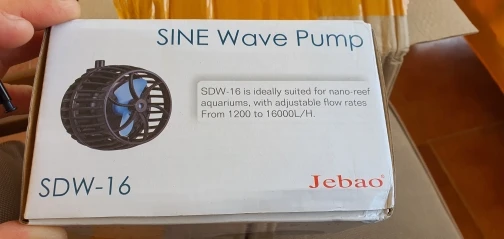 SINE Wave Pump
SDW-16 is ideally suited for nano-reef
aquariums, with adjustable flow rates
From 1200 to 16000L/H.
SDW-16
Jebao®